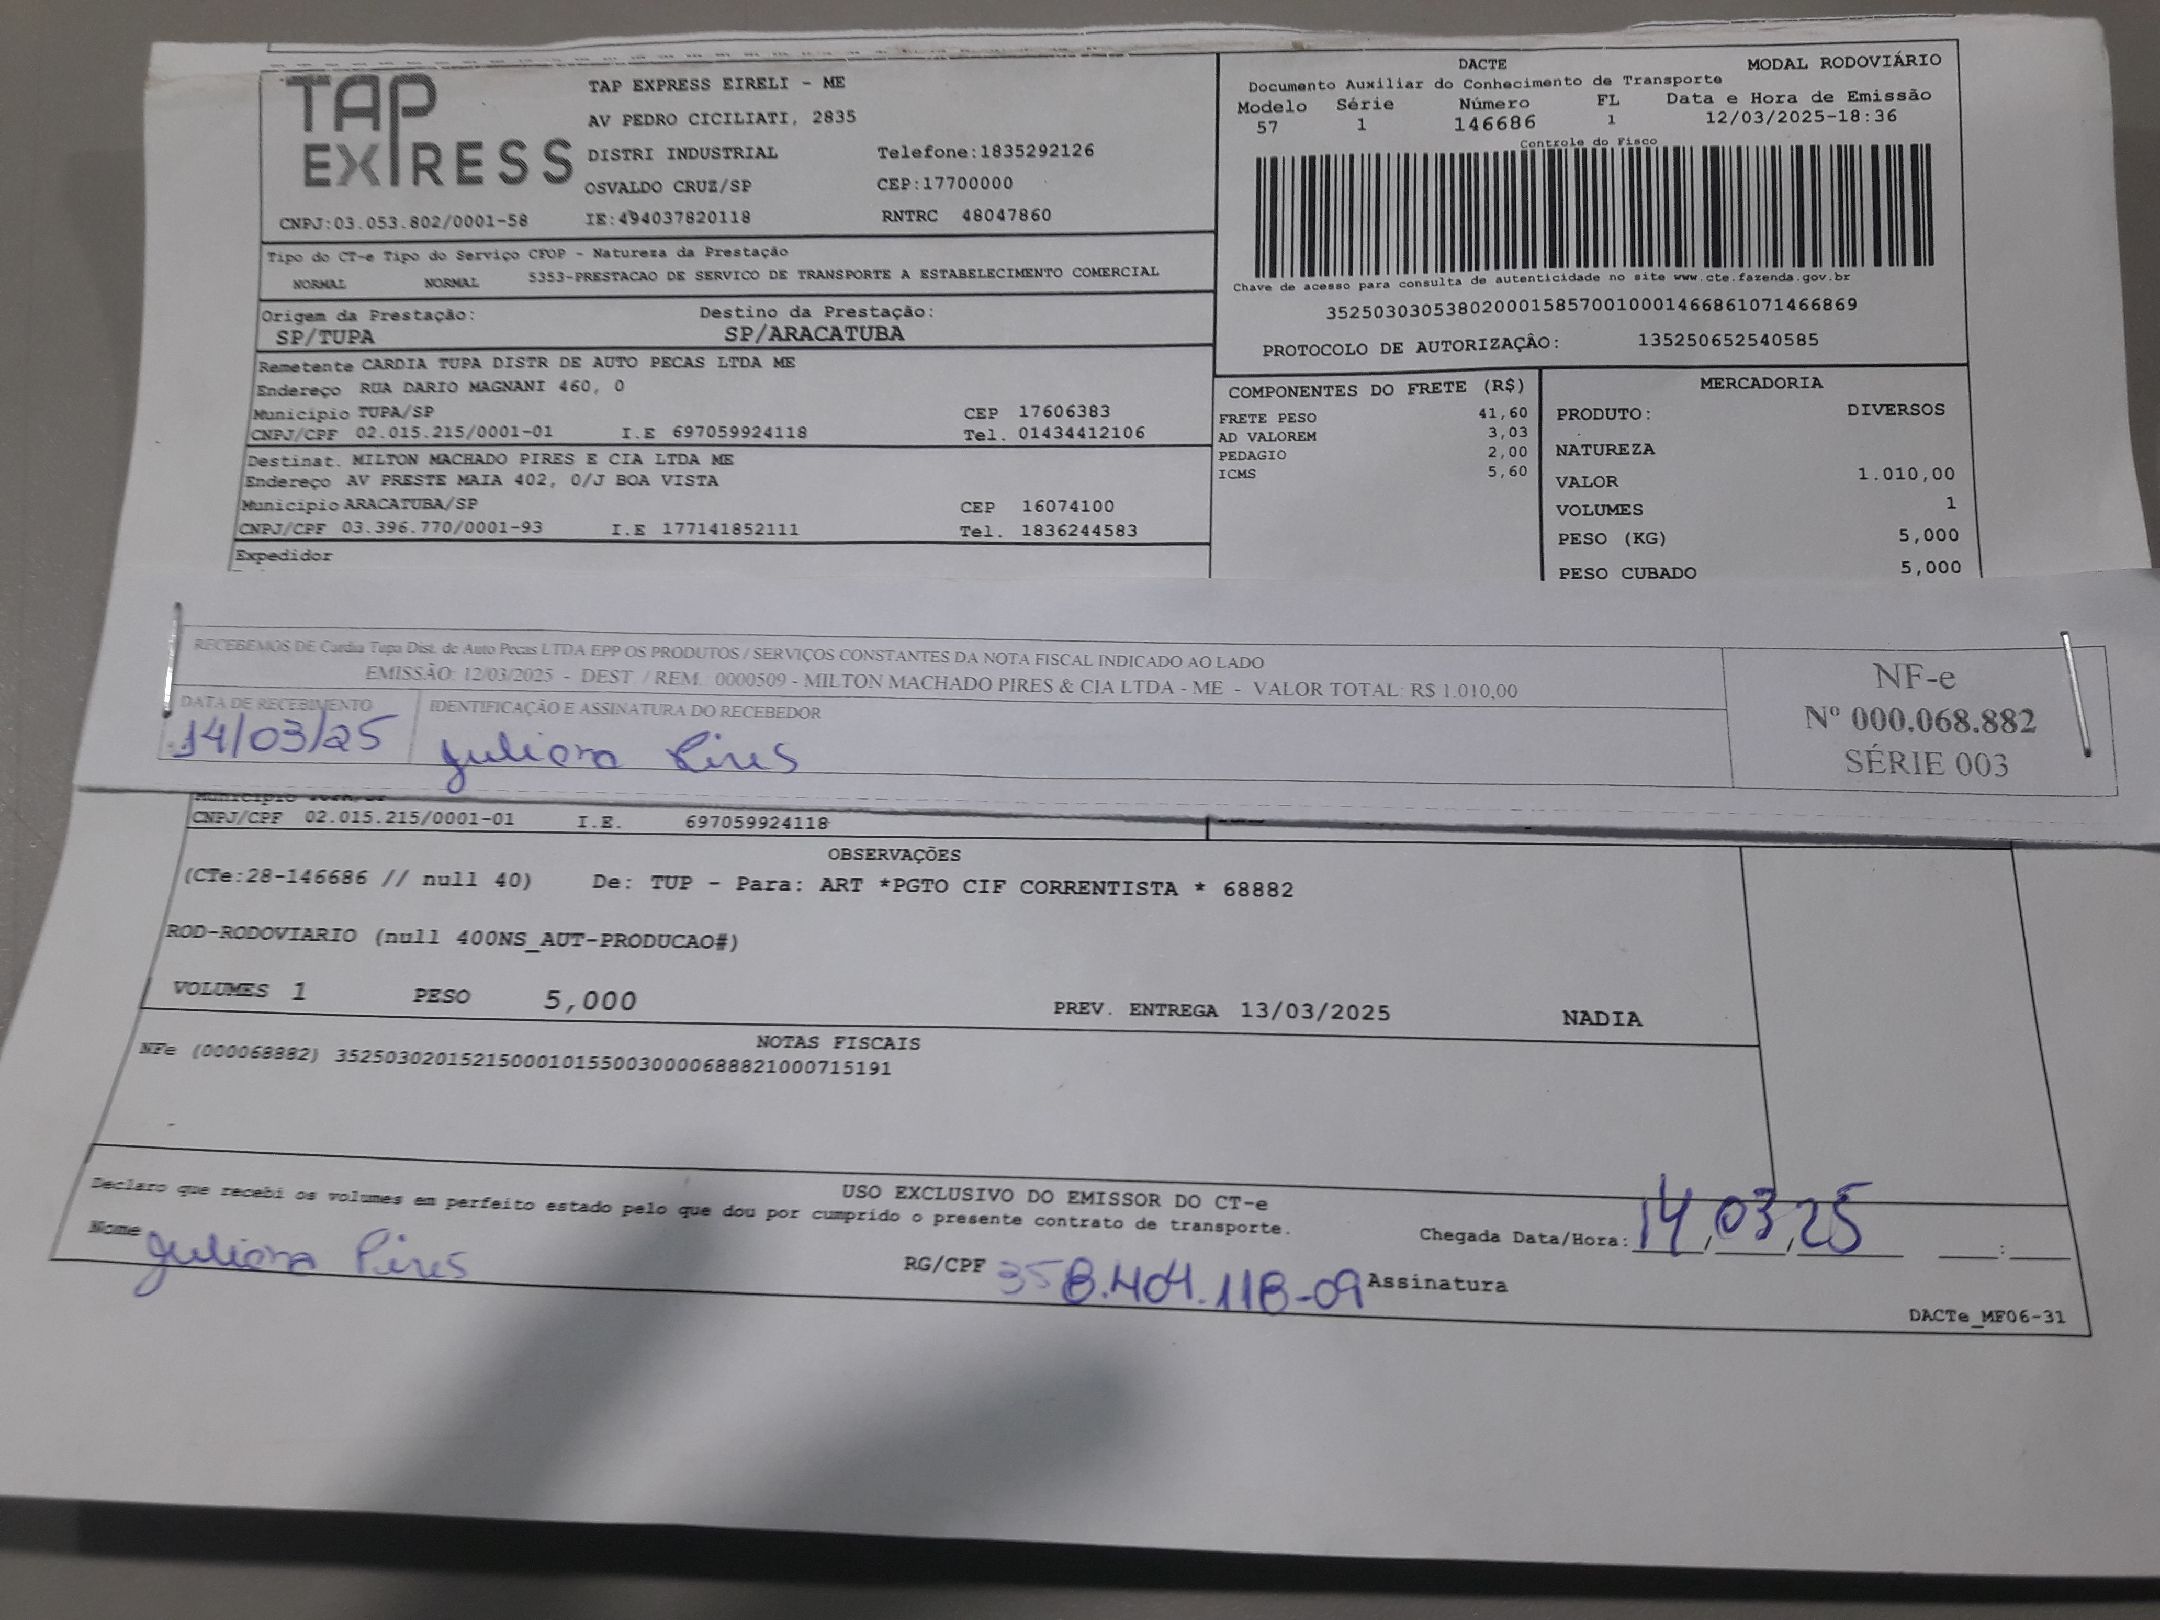 TAP EXPRESS
TAP EXPRESS EIRELI - ME
AV PEDRO CICILIATI, 2835
DISTRI INDUSTRIAL Telefone:1835292126
OSVALDO CRUZ/SP CEP:17700000
CNPJ:03.053.802/0001-58 IE:494037820118 RNTRC 48047860
DACTE MODAL RODOVIÁRIO
Documento Auxiliar do Conhecimento de Transporte
Modelo Série Número FL Data e Hora de Emissão
57 1 146686 1 12/03/2025-18:36
Controle do Fisco
Chave de acesso para consulta de autenticidade no site www.cte.fazenda.gov.br
35250303053802000158570010001466861071466869
PROTOCOLO DE AUTORIZAÇÂO: 135250652540585
Tipo do CT-e Tipo do Serviço CFOP - Natureza da Prestação
NORMAL NORMAL 5353-PRESTACAO DE SERVICO DE TRANSPORTE A ESTABELECIMENTO COMERCIAL
Origem da Prestação: Destino da Prestação:
SP/TUPA SP/ARACATUBA
Remetente CARDIA TUPA DISTR DE AUTO PECAS LTDA ME
Endereço RUA DARIO MAGNANI 460, 0
Município TUPA/SP CEP 17606383
CNPJ/CPF 02.015.215/0001-01 I.E 697059924118 Tel. 01434412106
Destinat. MILTON MACHADO PIRES E CIA LTDA ME
Endereço AV PRESTE MAIA 402, 0/J BOA VISTA
Município ARACATUBA/SP CEP 16074100
CNPJ/CPF 03.396.770/0001-93 I.E 177141852111 Tel. 1836244583
Expedidor
COMPONENTES DO FRETE (R$)
FRETE PESO 41,60
AD VALOREM 3,03
PEDAGIO 2,00
ICMS 5,60
MERCADORIA
PRODUTO: DIVERSOS
NATUREZA
VALOR 1.010,00
VOLUMES 1
PESO (KG) 5,000
PESO CUBADO 5,000
RECEBEMOS DE Cardia Tupa Dist. de Auto Pecas LTDA EPP OS PRODUTOS / SERVIÇOS CONSTANTES DA NOTA FISCAL INDICADO AO LADO
EMISSÃO: 12/03/2025 - DEST. / REM.: 0000509 - MILTON MACHADO PIRES & CIA LTDA - ME - VALOR TOTAL: R$ 1.010,00
DATA DE RECEBIMENTO IDENTIFICAÇÃO E ASSINATURA DO RECEBEDOR
14/03/25 Juliana Pires
NF-e
Nº 000.068.882
SÉRIE 003
Município
CNPJ/CPF 02.015.215/0001-01 I.E. 697059924118
OBSERVAÇÕES
(CTe:28-146686 // null 40) De: TUP - Para: ART *PGTO CIF CORRENTISTA * 68882
ROD-RODOVIARIO (null 400NS_AUT-PRODUCAO#)
VOLUMES 1 PESO 5,000 PREV. ENTREGA 13/03/2025 NADIA
NOTAS FISCAIS
NFe (000068882) 35250302015215000101550030000688821000715191
USO EXCLUSIVO DO EMISSOR DO CT-e
Declaro que recebi os volumes em perfeito estado pelo que dou por cumprido o presente contrato de transporte.
Nome Juliana Pires RG/CPF 358.404.118-09 Assinatura
Chegada Data/Hora: 14/03/25 :
DACTe_MF06-31